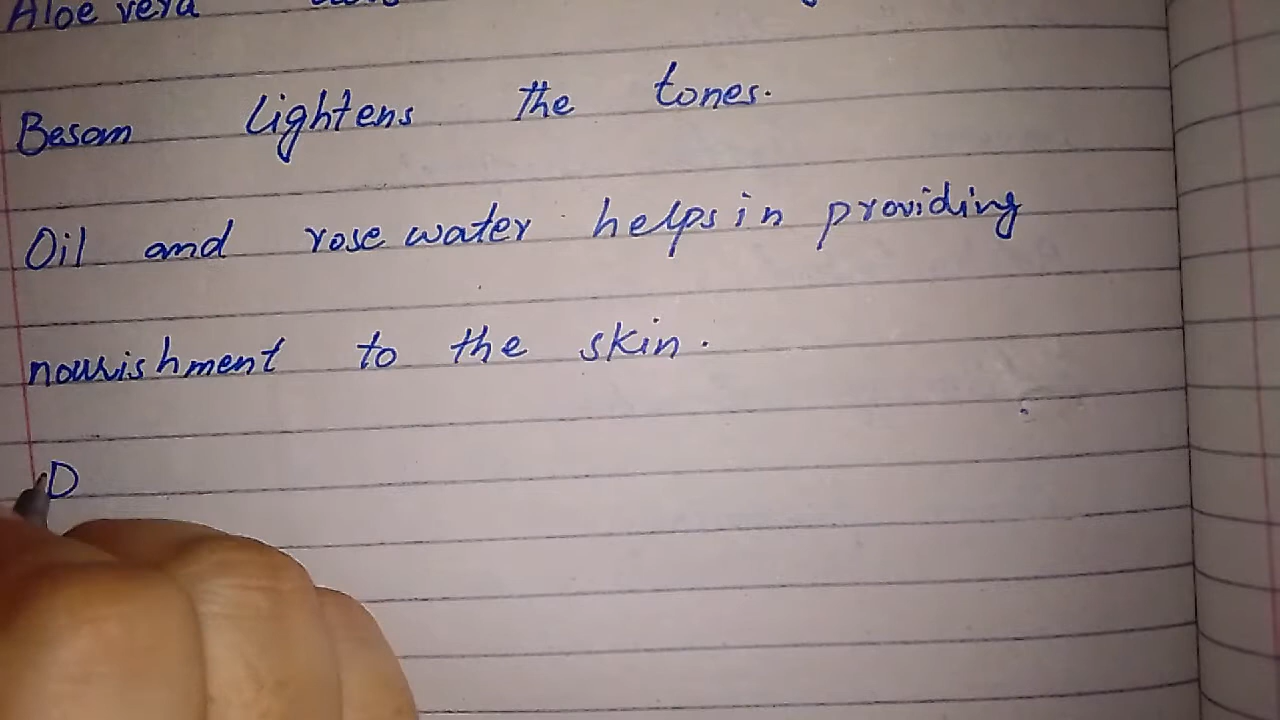 Aloe vera
Besan lightens the tones.
Oil and rose water helps in providing
nourishment to the skin.
D